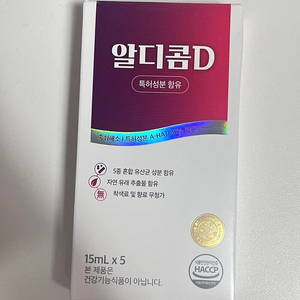 알디콤D
특허성분 함유
5종 혼합 유산균 성분 함유
자연 유래 추출물 함유
無 착색료 및 향료 무첨가
15mL x 5
본 제품은
건강기능식품이 아닙니다.
HACCP